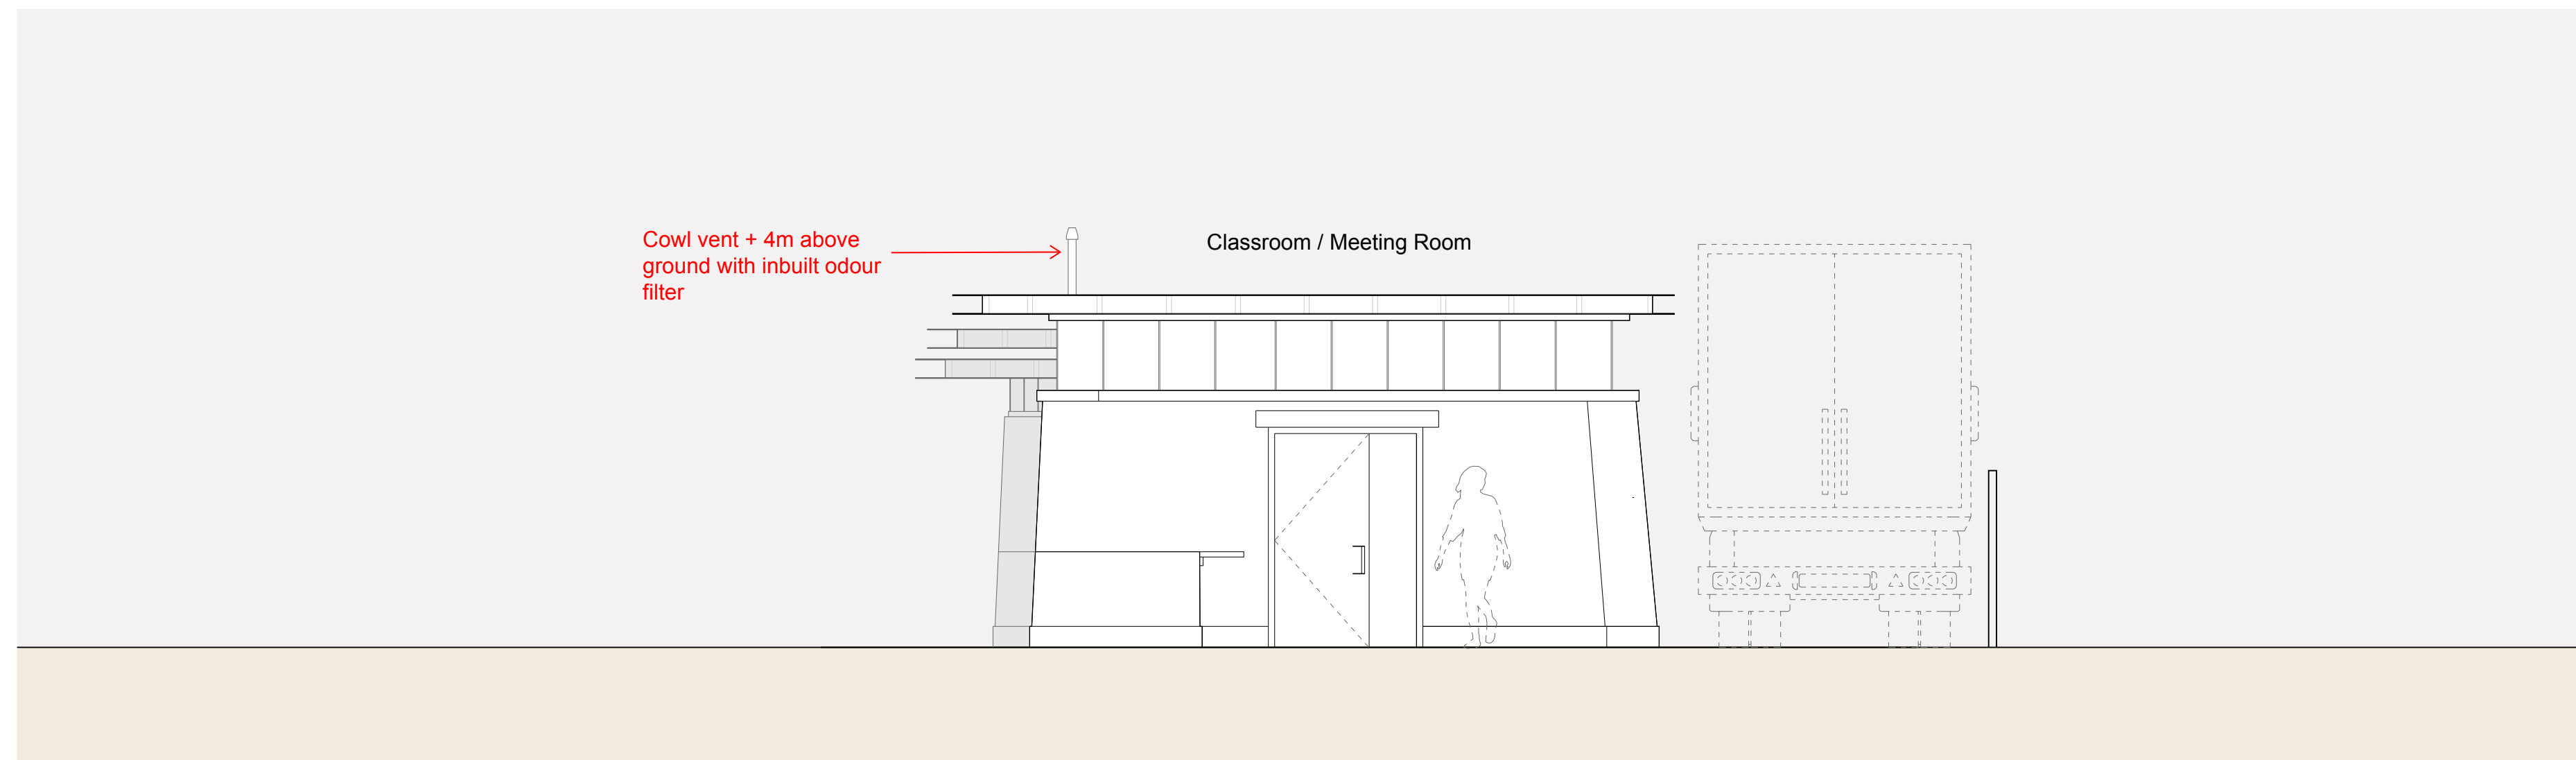 Cowl vent + 4m above
ground with inbuilt odour
filter
Classroom / Meeting Room